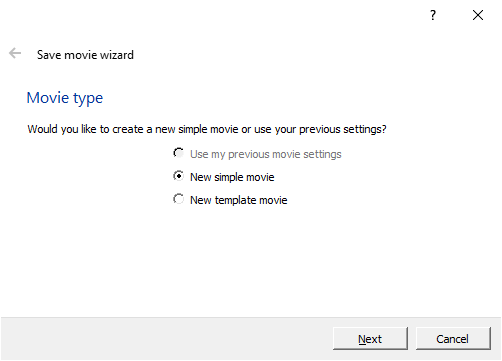 ?
Save movie wizard
Movie type
Would you like to create a new simple movie or use your previous settings?
Use my previous movie settings
New simple movie
New template movie
Next Cancel